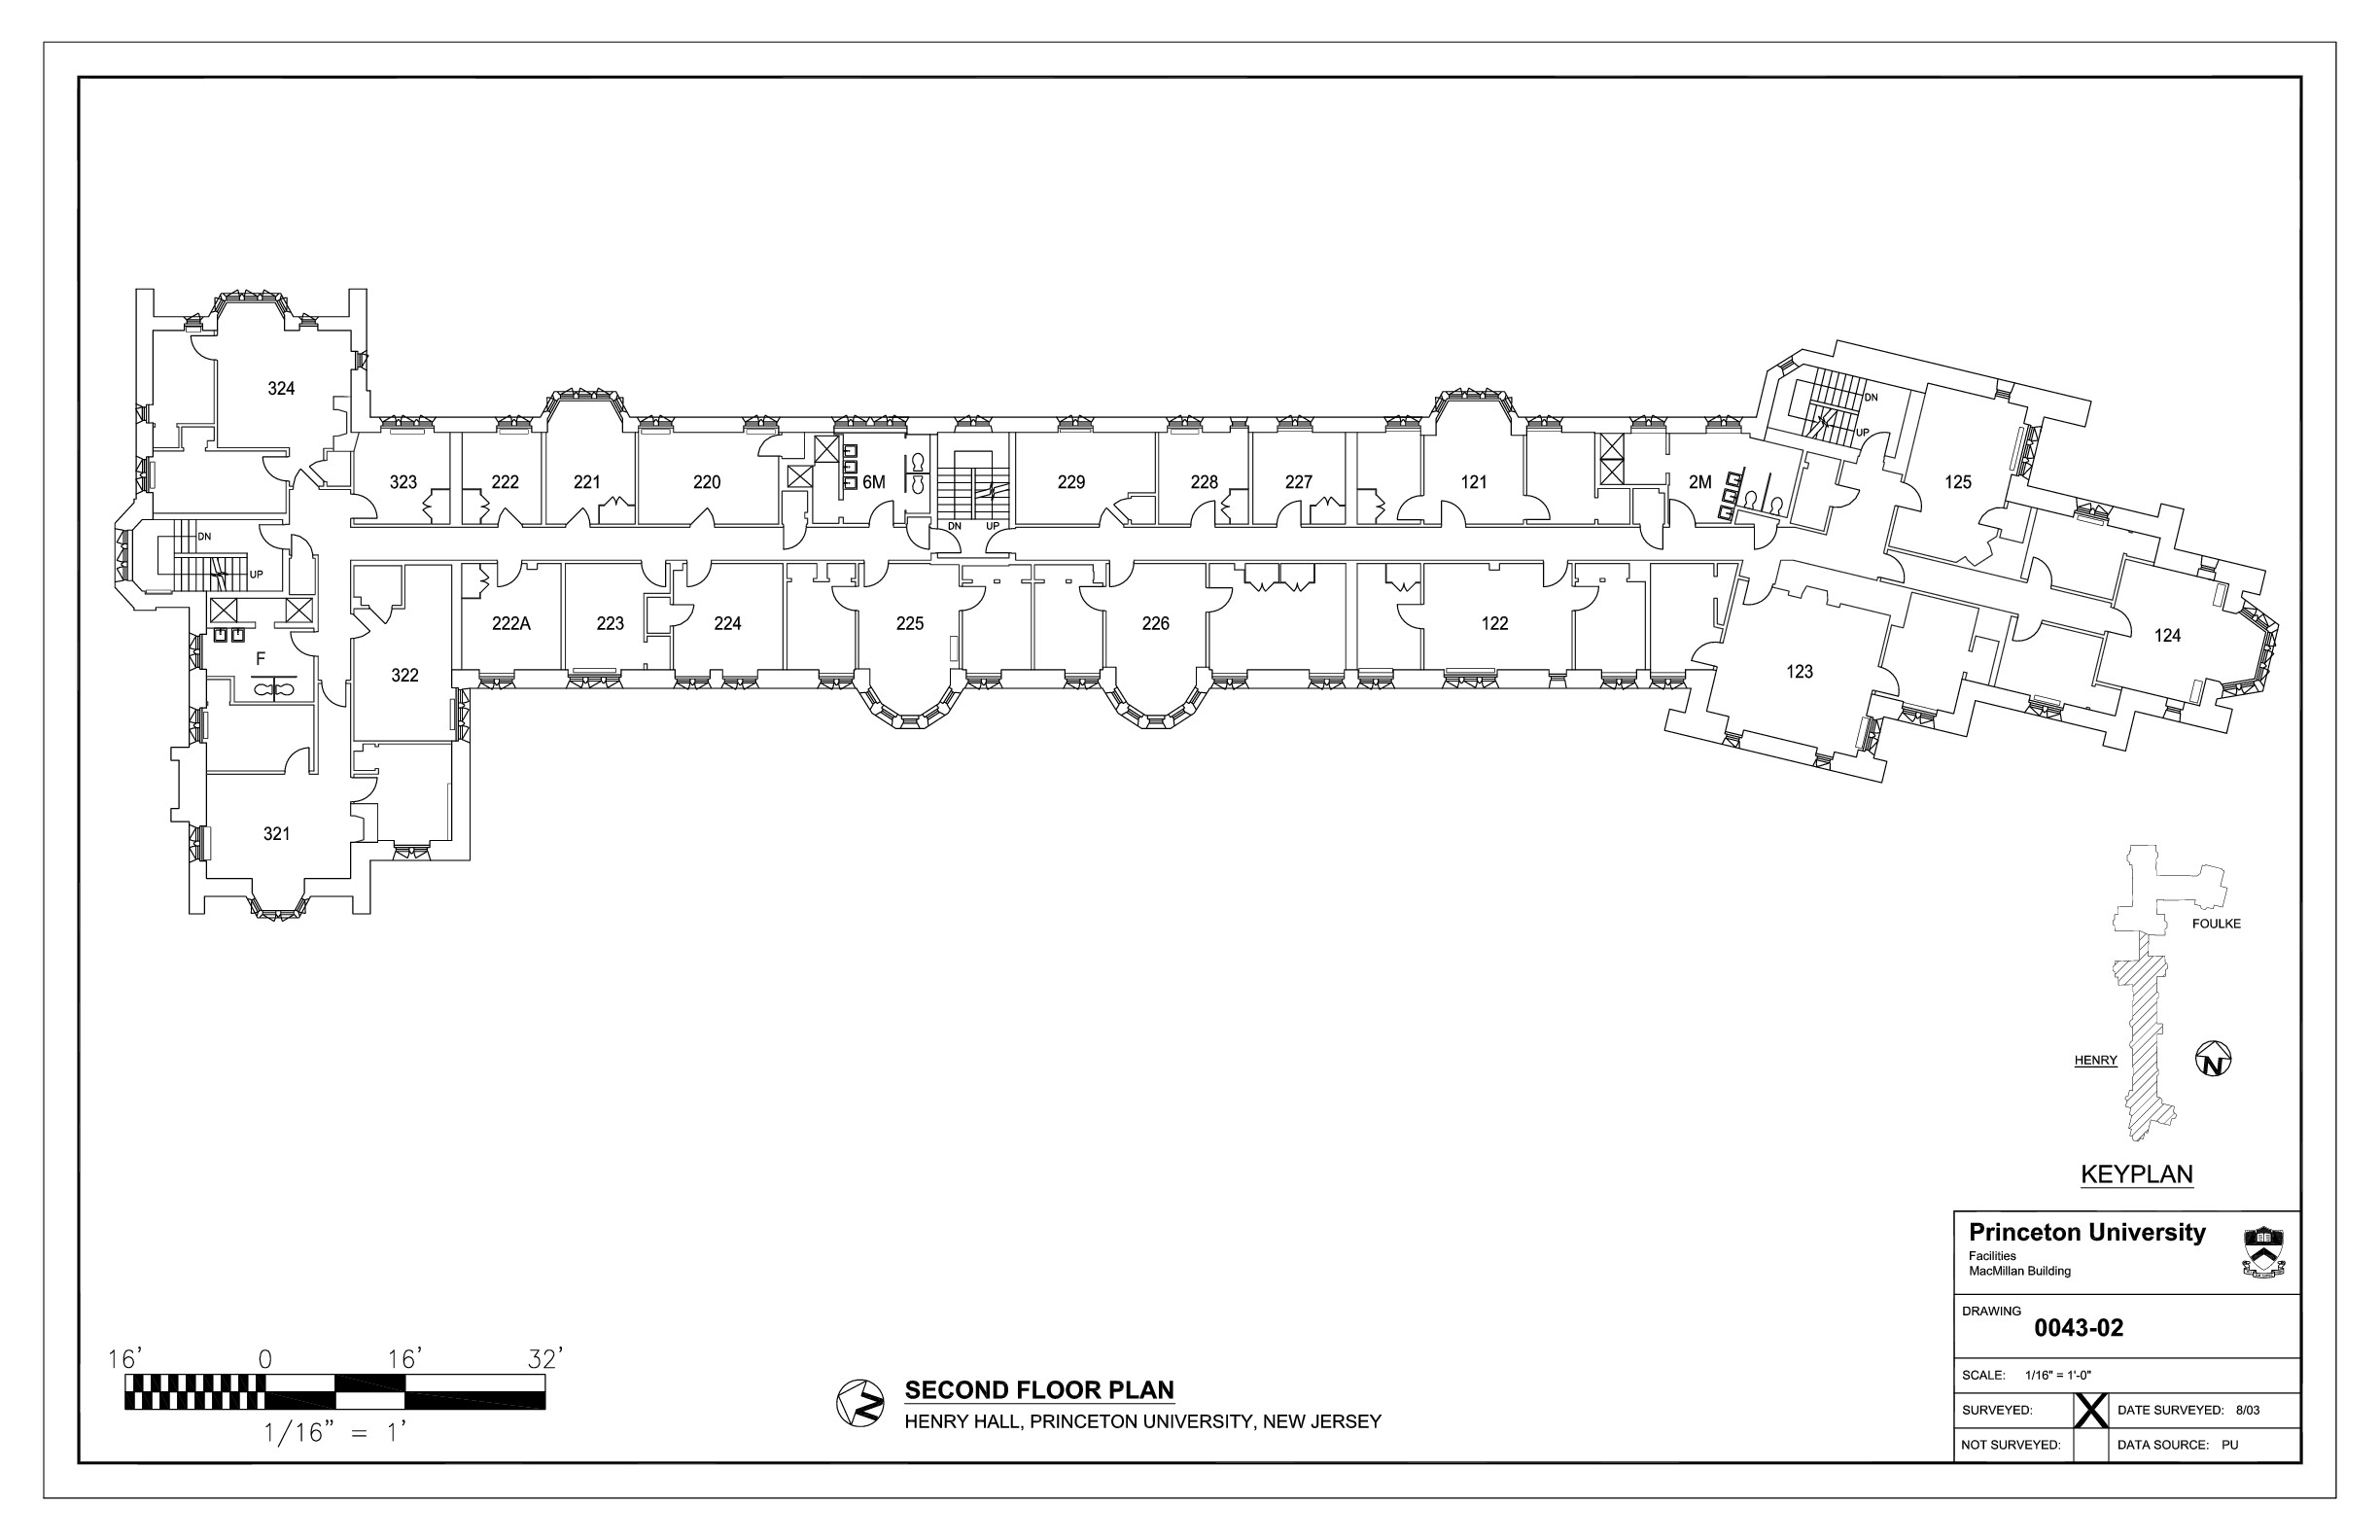 324
DN
UP
323
222
221
220
6M
229
228
227
121
2M
125
DN
UP
DN
UP
222A
223
224
225
226
122
123
124
F
322
321
FOULKE
HENRY
N
KEYPLAN
Princeton University
Facilities
MacMillan Building
DRAWING
0043-02
SCALE: 1/16" = 1'-0"
SURVEYED: X DATE SURVEYED: 8/03
NOT SURVEYED: DATA SOURCE: PU
16' 0 16' 32'
1/16" = 1'
N
SECOND FLOOR PLAN
HENRY HALL, PRINCETON UNIVERSITY, NEW JERSEY